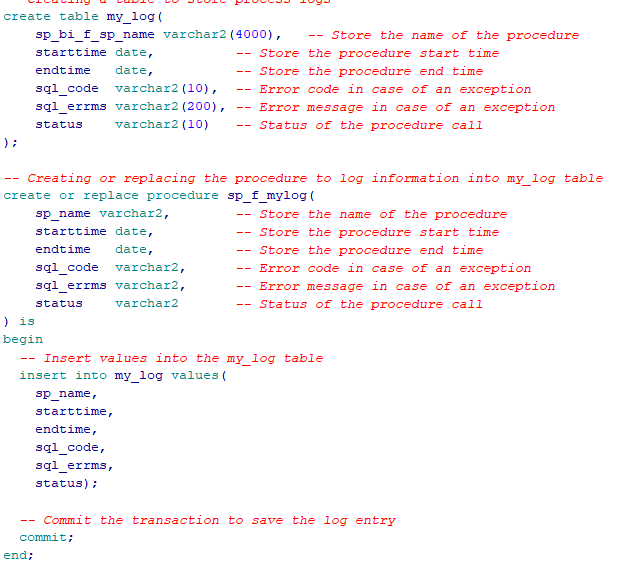 -- Creating a table to store process logs
create table my_log(
    sp_bi_f_sp_name varchar2(4000),   -- Store the name of the procedure
    starttime date,          -- Store the procedure start time
    endtime   date,          -- Store the procedure end time
    sql_code  varchar2(10),  -- Error code in case of an exception
    sql_errms varchar2(200), -- Error message in case of an exception
    status    varchar2(10)   -- Status of the procedure call
);

-- Creating or replacing the procedure to log information into my_log table
create or replace procedure sp_f_mylog(
    sp_name varchar2,        -- Store the name of the procedure
    starttime date,          -- Store the procedure start time
    endtime   date,          -- Store the procedure end time
    sql_code  varchar2,      -- Error code in case of an exception
    sql_errms varchar2,      -- Error message in case of an exception
    status    varchar2       -- Status of the procedure call
) is
begin
  -- Insert values into the my_log table
  insert into my_log values(
    sp_name,
    starttime,
    endtime,
    sql_code,
    sql_errms,
    status);

  -- Commit the transaction to save the log entry
  commit;
end;